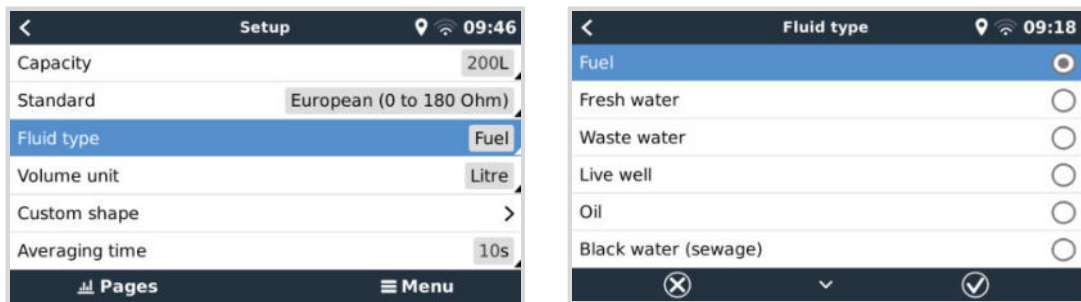 Setup 09:46
Capacity 200L
Standard European (0 to 180 Ohm)
Fluid type Fuel
Volume unit Litre
Custom shape
Averaging time 10s
Pages Menu
Fluid type 09:18
Fuel
Fresh water
Waste water
Live well
Oil
Black water (sewage)